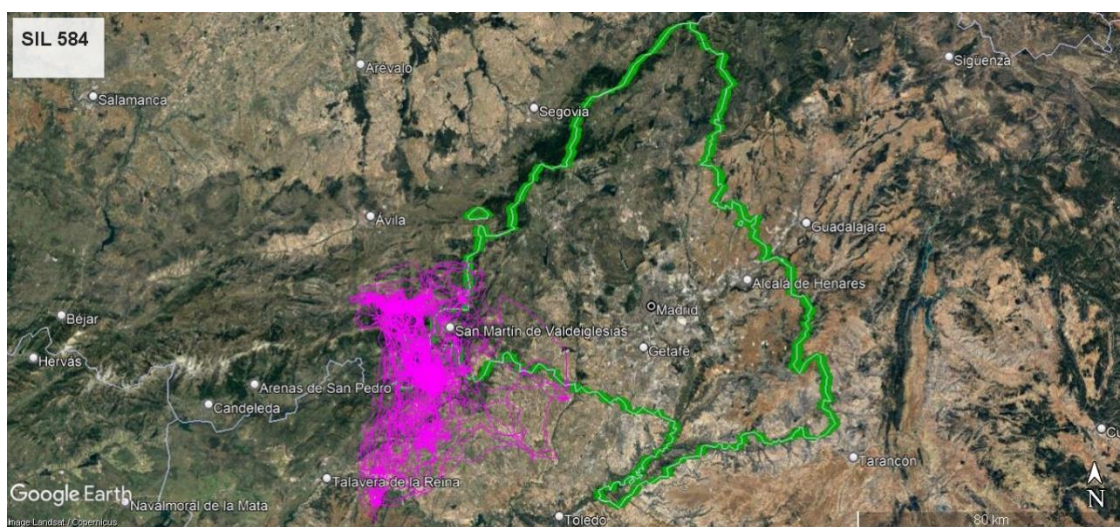 SIL 584
Salamanca
Arévalo
Segovia
Sigüenza
Ávila
Guadalajara
Alcalá de Henares
Madrid
Getafe
San Martín de Valdeiglesias
Béjar
Hervás
Arenas de San Pedro
Candeleda
Talavera de la Reina
Navalmoral de la Mata
Toledo
Tarancón
Cu
Google Earth
Image Landsat / Copernicus
80 km
N